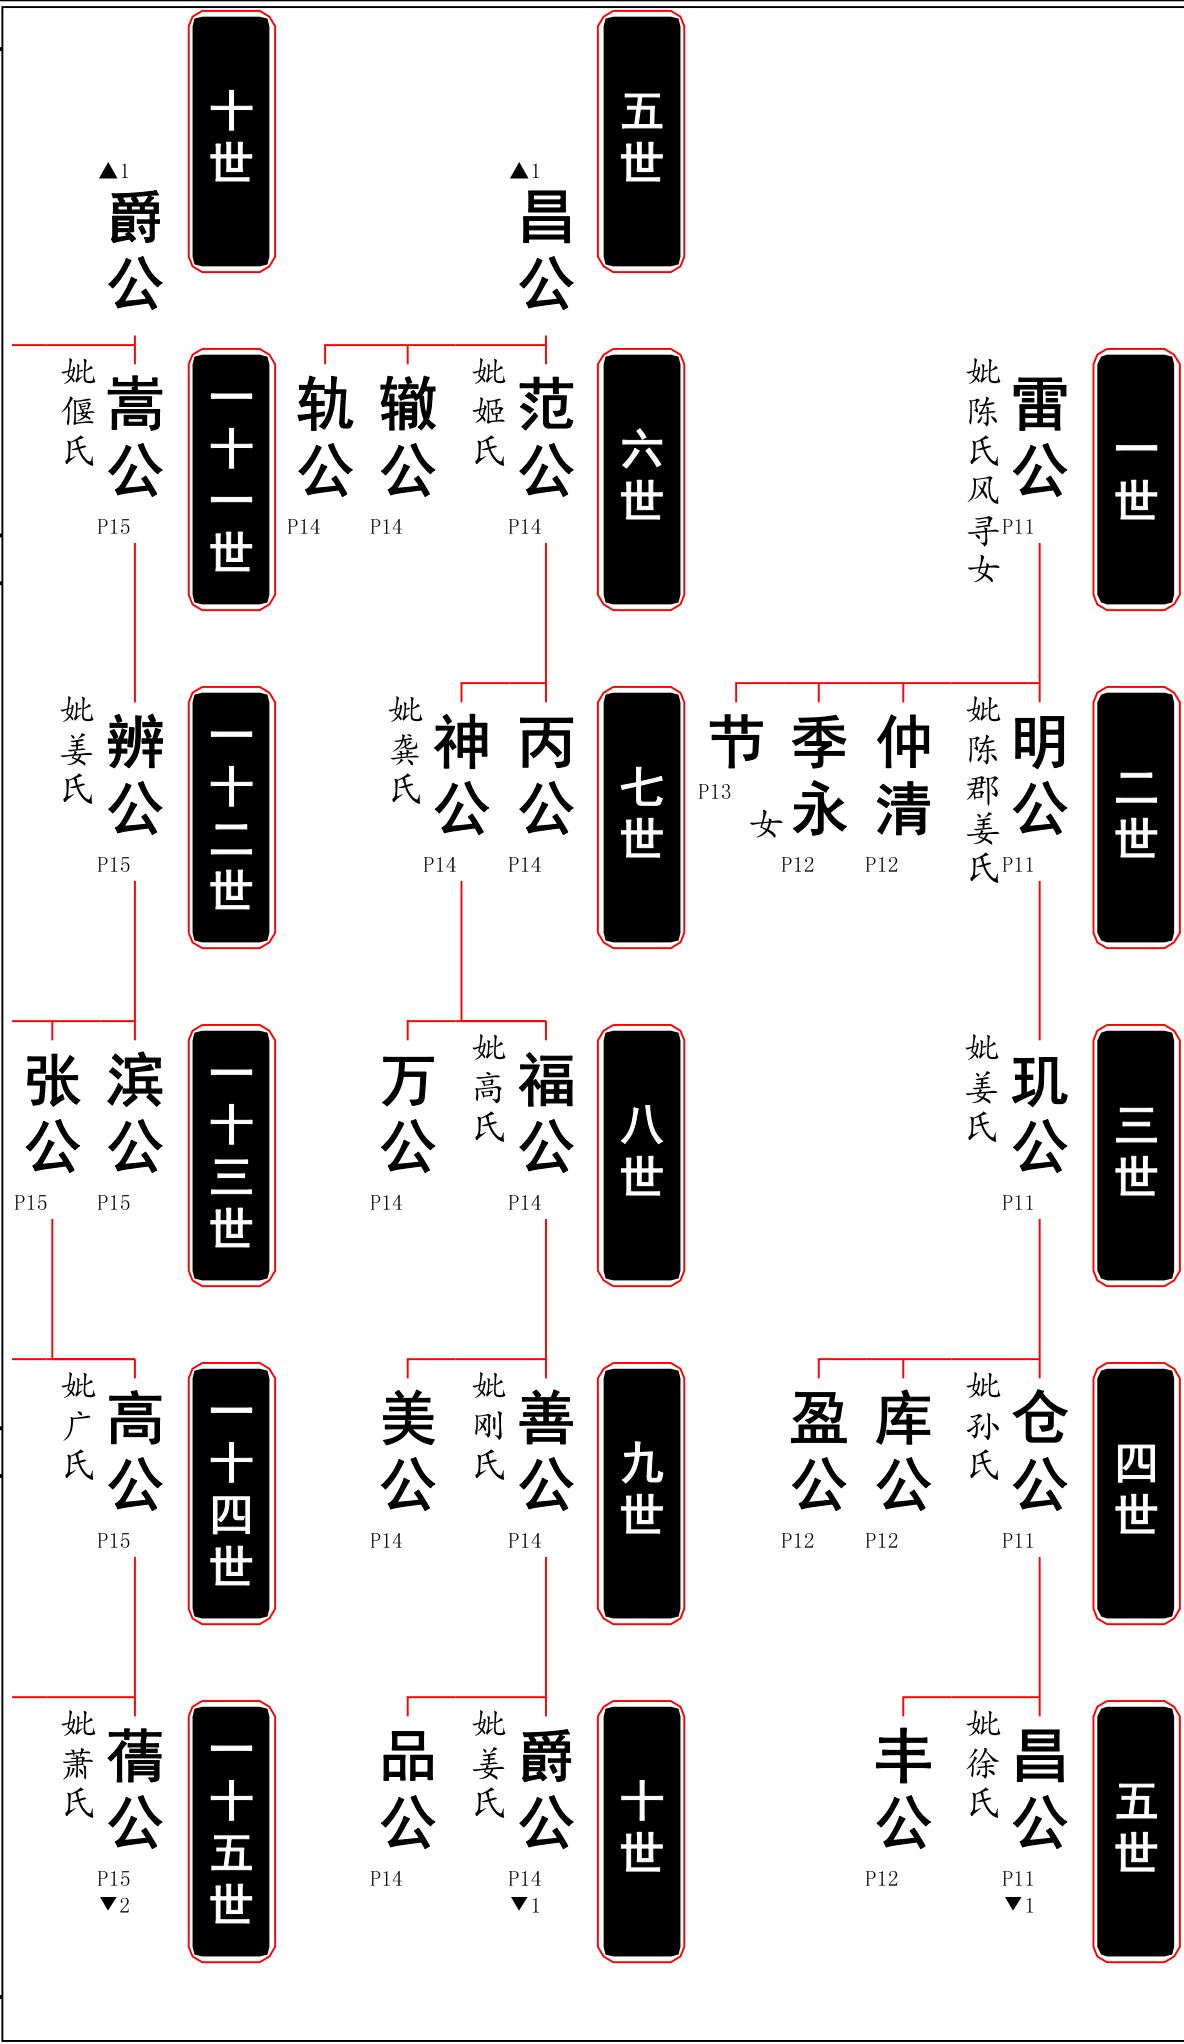 一世
雷公
妣陈氏风寻女
P11
二世
明公
妣陈郡姜氏
P11
仲清
P12
季永
女
P12
节
P13
三世
玑公
妣姜氏
P11
四世
仓公
妣孙氏
P11
库公
P12
盈公
P12
五世
昌公
妣徐氏
P11
▼1
丰公
P12
五世
▲1
昌公
六世
范公
妣姬氏
P14
辙公
P14
轨公
P14
七世
丙公
P14
神公
妣龚氏
P14
八世
福公
妣高氏
P14
万公
P14
九世
善公
妣刚氏
P14
美公
P14
十世
爵公
妣姜氏
P14
▼1
品公
P14
十世
▲1
爵公
一十一世
嵩公
妣偃氏
P15
一十二世
辨公
妣姜氏
P15
一十三世
滨公
P15
张公
P15
一十四世
高公
妣广氏
P15
一十五世
蒨公
妣萧氏
P15
▼2